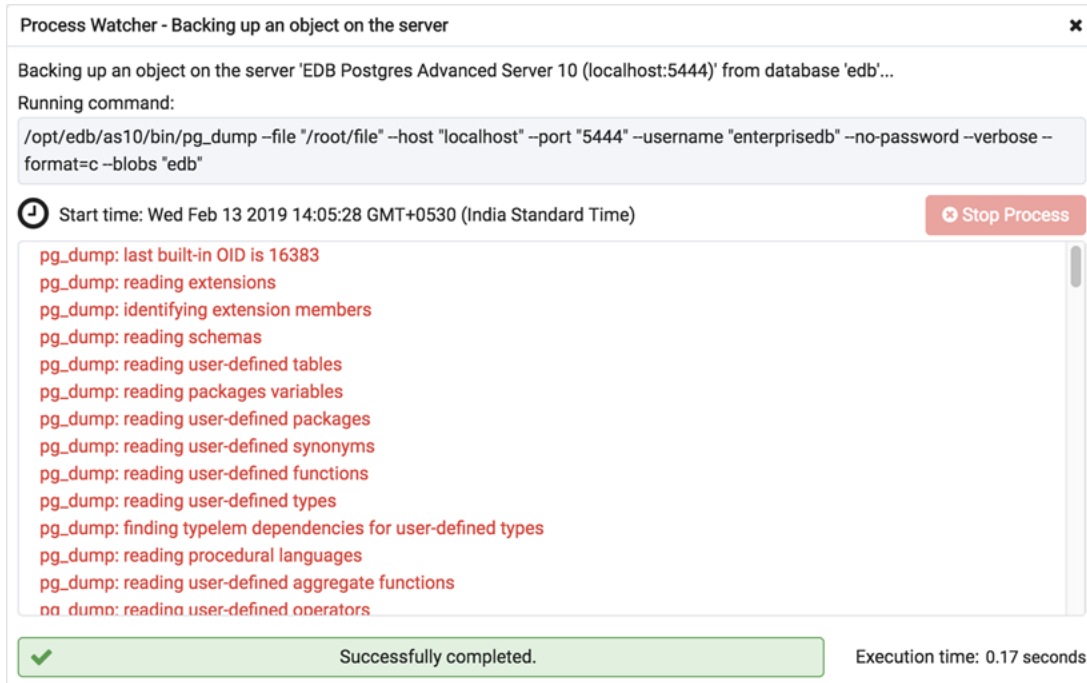 Process Watcher - Backing up an object on the server
Backing up an object on the server 'EDB Postgres Advanced Server 10 (localhost:5444)' from database 'edb'...
Running command:
/opt/edb/as10/bin/pg_dump --file "/root/file" --host "localhost" --port "5444" --username "enterprisedb" --no-password --verbose --
format=c --blobs "edb"
Start time: Wed Feb 13 2019 14:05:28 GMT+0530 (India Standard Time)
Stop Process
pg_dump: last built-in OID is 16383
pg_dump: reading extensions
pg_dump: identifying extension members
pg_dump: reading schemas
pg_dump: reading user-defined tables
pg_dump: reading packages variables
pg_dump: reading user-defined packages
pg_dump: reading user-defined synonyms
pg_dump: reading user-defined functions
pg_dump: reading user-defined types
pg_dump: finding typelem dependencies for user-defined types
pg_dump: reading procedural languages
pg_dump: reading user-defined aggregate functions
pg_dump: reading user-defined operators
Successfully completed.
Execution time: 0.17 seconds